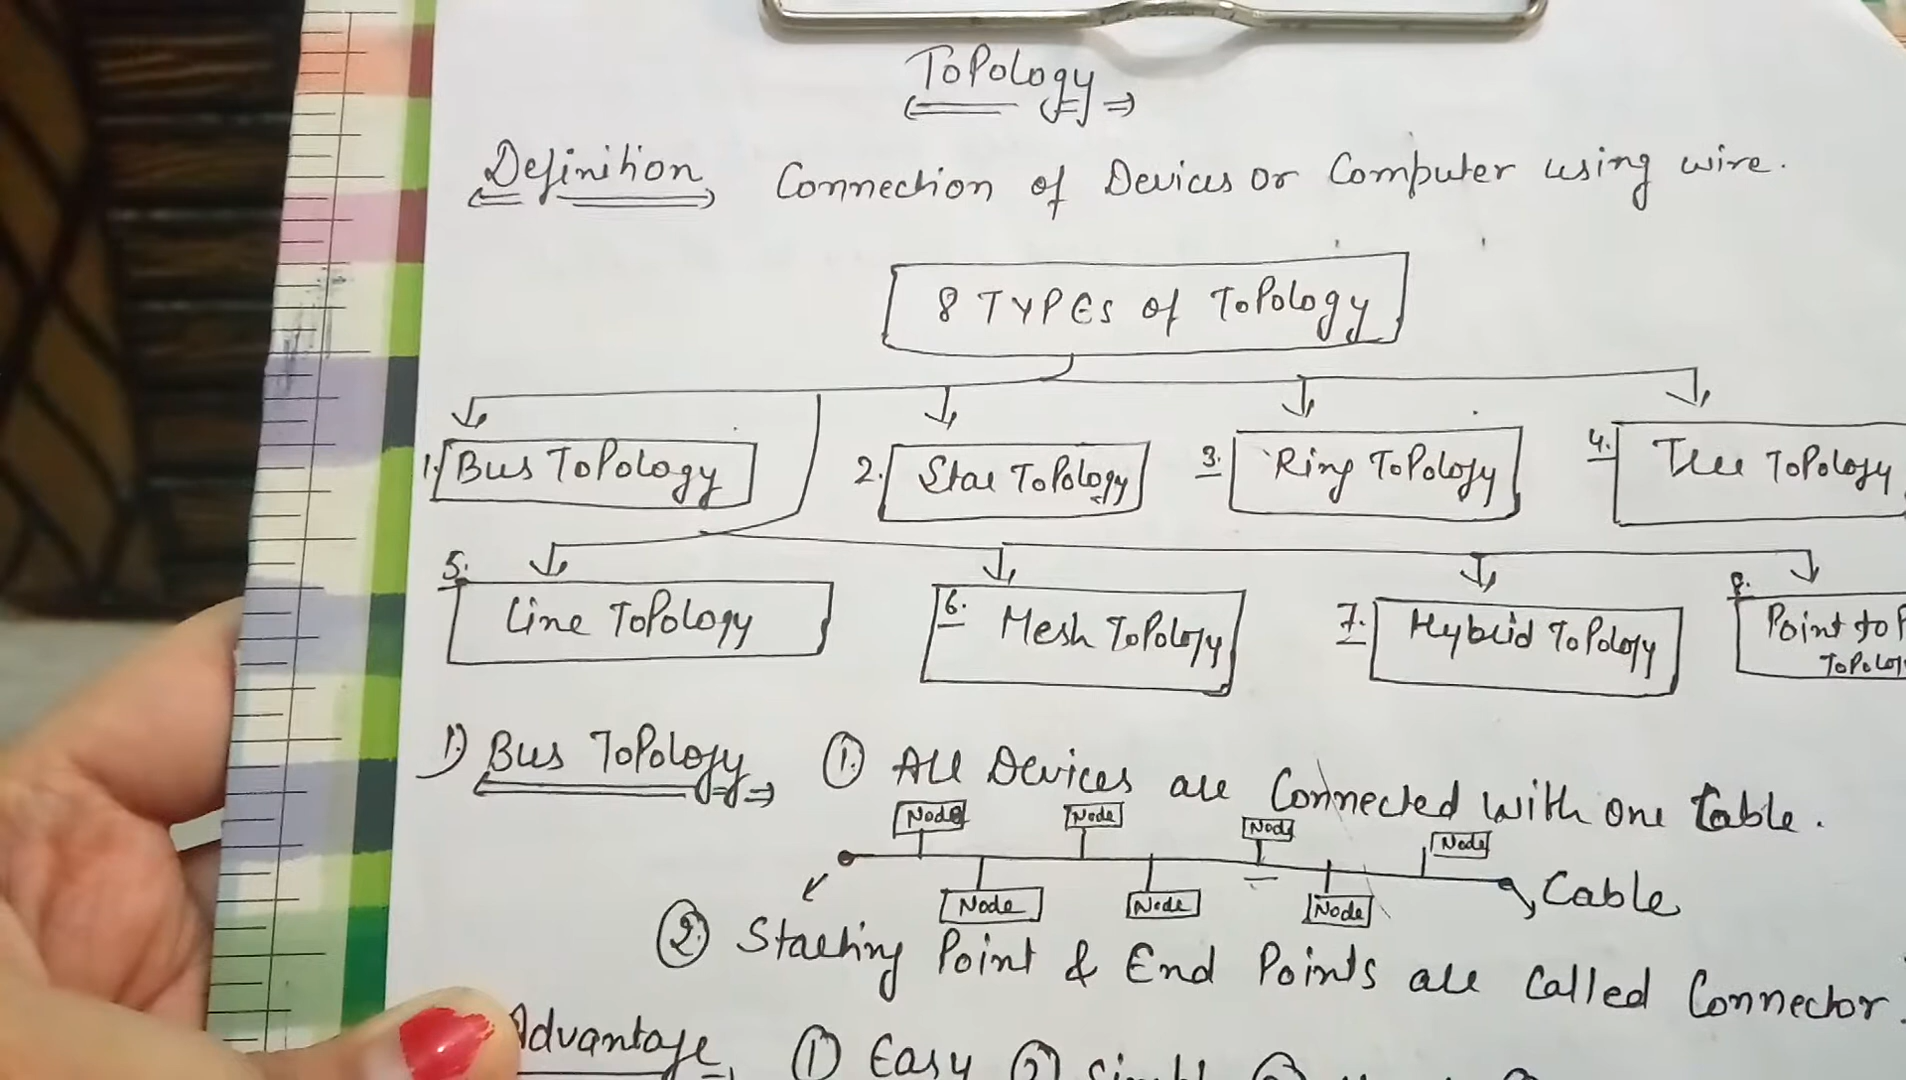 Topology
Definition Connection of Devices or Computer using wire.
8 TYPES of Topology
1. Bus Topology 2. Star Topology 3. Ring Topology 4. Tree Topology
5. Line Topology 6. Mesh Topology 7. Hybrid Topology 8. Point to P
Topolog
1) Bus Topology ① All Devices are Connected with one Cable.
Node Node Node Node
Cable
Node Node Node
② Starting Point & End Points are called Connector.
Advantage ① Easy ②